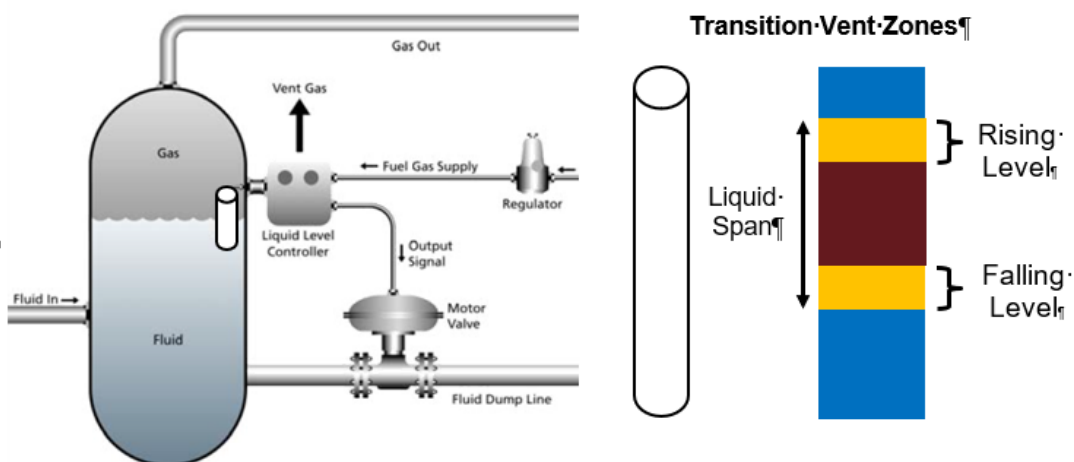 Gas Out
Vent Gas
Gas
Fuel Gas Supply
Regulator
Liquid Level
Controller
Output
Signal
Fluid In
Motor
Valve
Fluid
Fluid Dump Line
Transition·Vent·Zones¶
Rising·
Level¶
Liquid·
Span¶
Falling·
Level¶